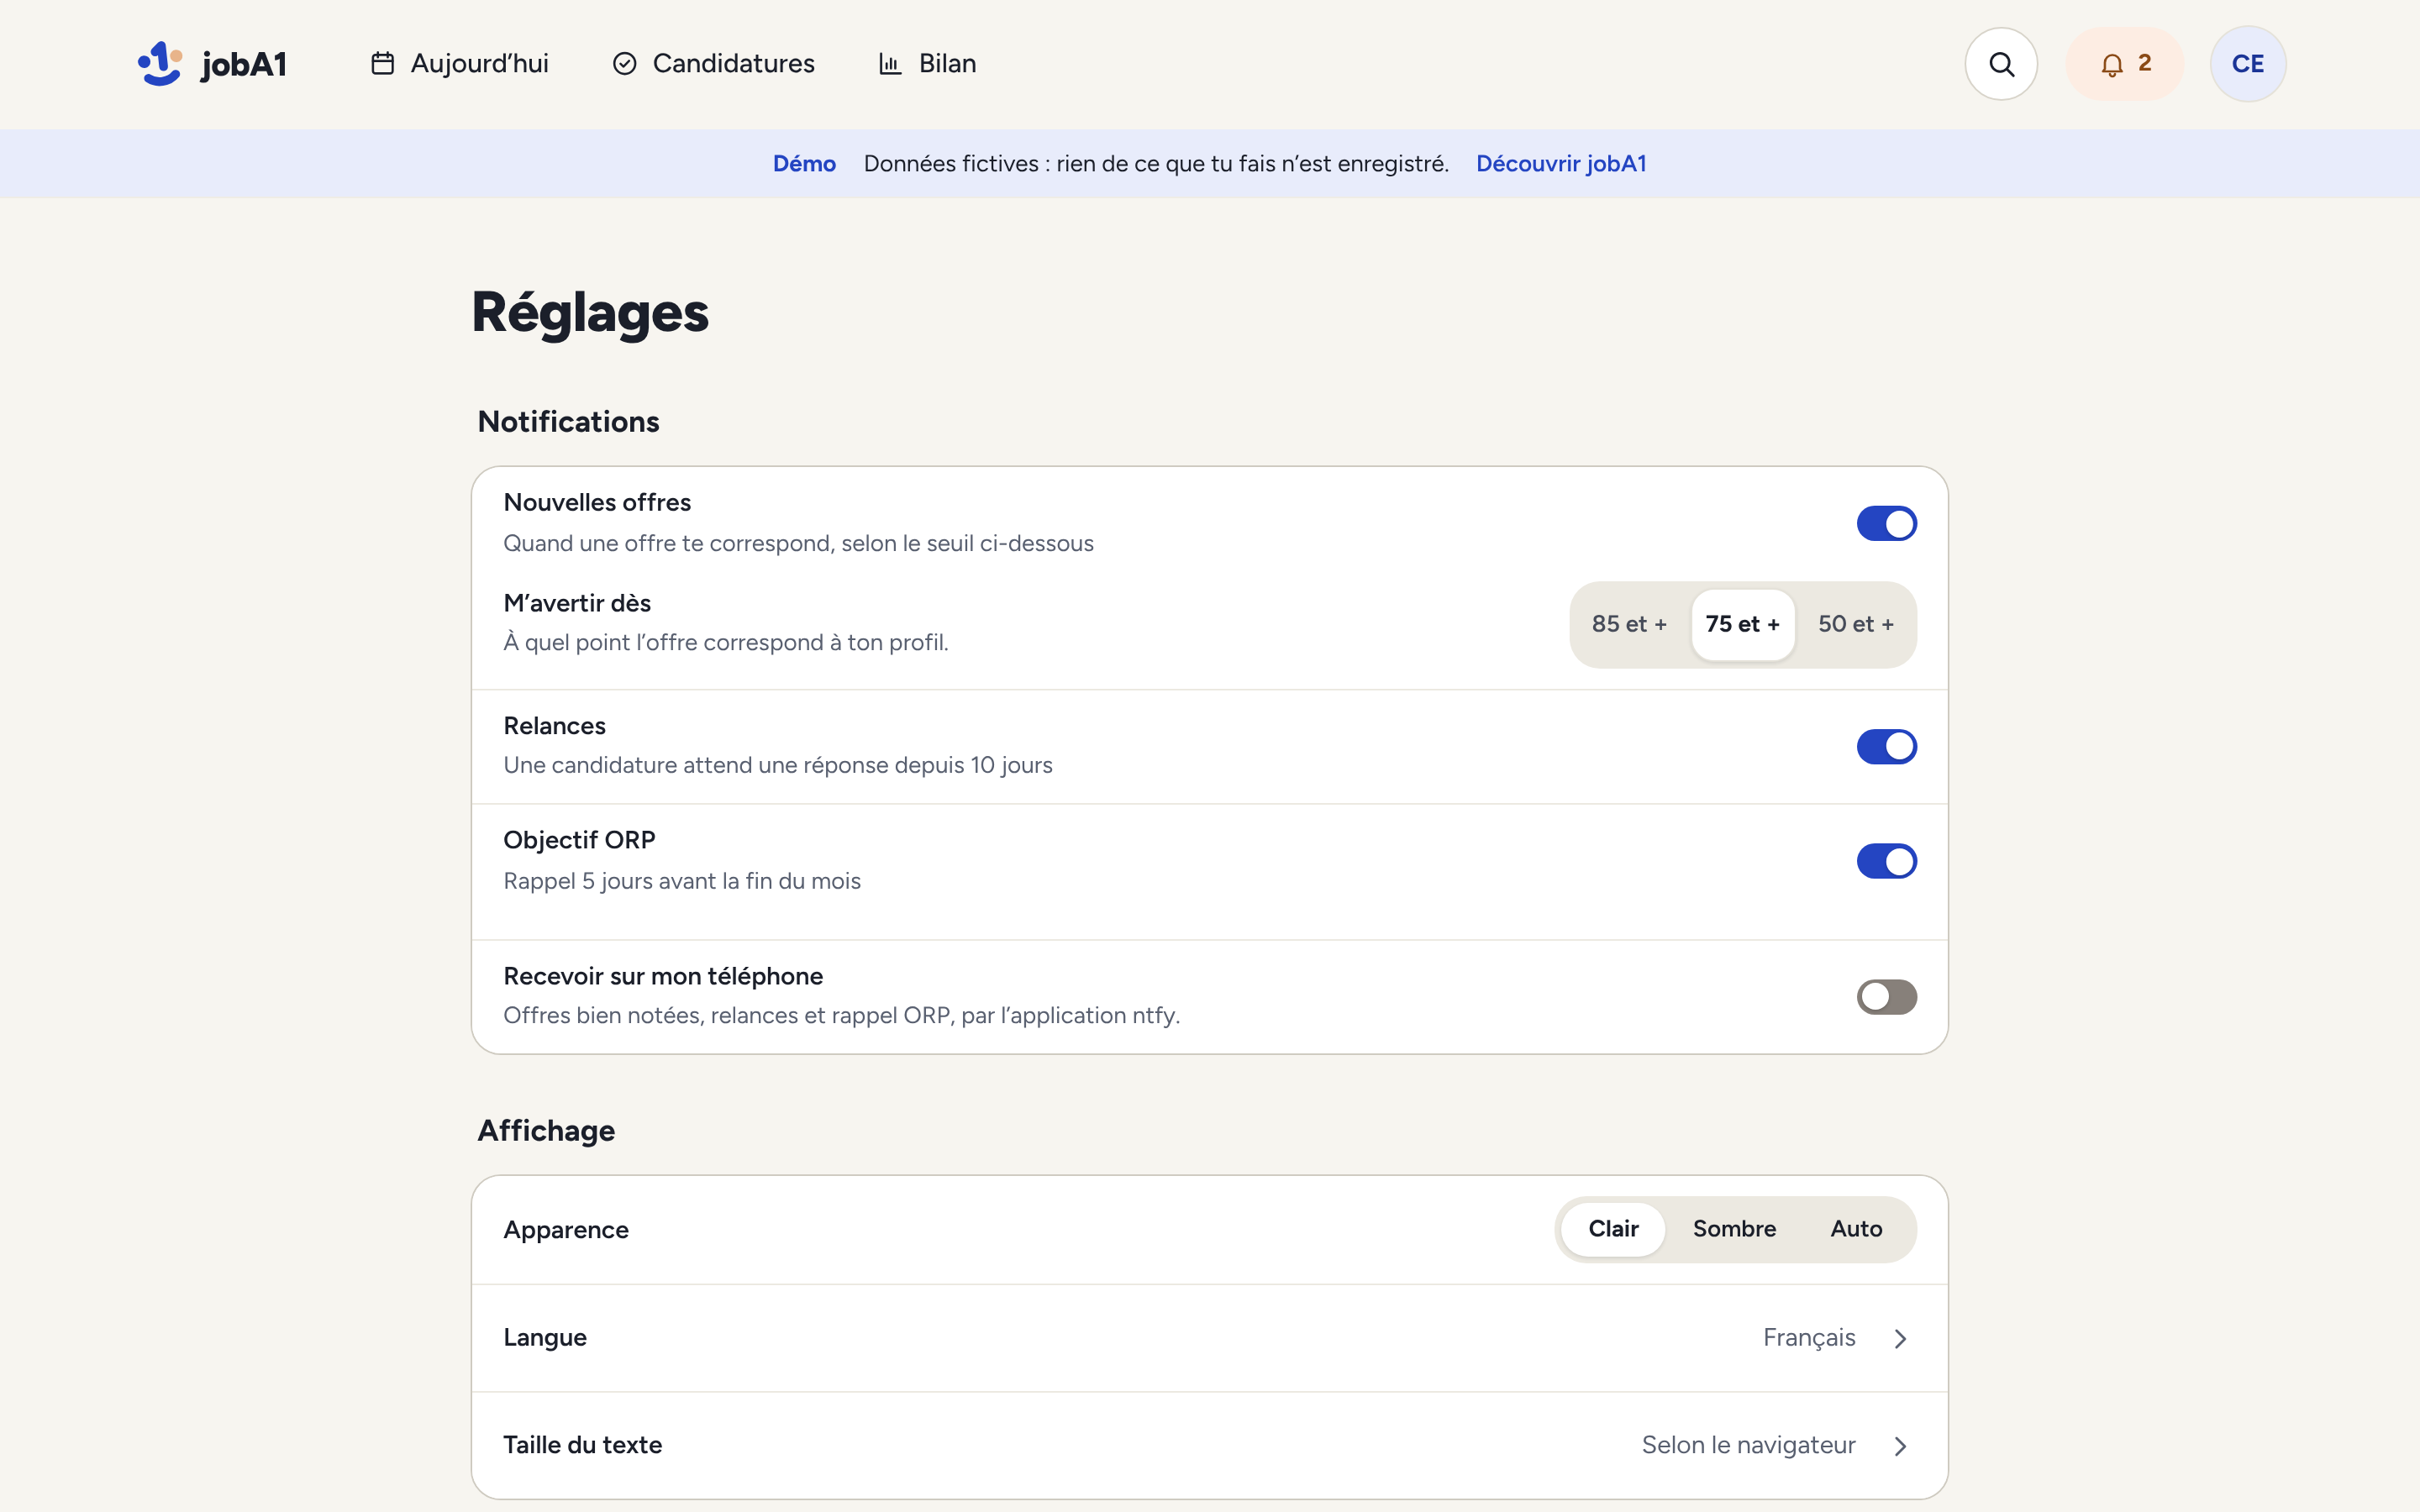 jobA1 Aujourd’hui Candidatures Bilan 2 CE
Démo Données fictives : rien de ce que tu fais n’est enregistré. Découvrir jobA1
Réglages
Notifications
Nouvelles offres
Quand une offre te correspond, selon le seuil ci-dessous
M’avertir dès
À quel point l’offre correspond à ton profil.
85 et + 75 et + 50 et +
Relances
Une candidature attend une réponse depuis 10 jours
Objectif ORP
Rappel 5 jours avant la fin du mois
Recevoir sur mon téléphone
Offres bien notées, relances et rappel ORP, par l’application ntfy.
Affichage
Apparence Clair Sombre Auto
Langue Français
Taille du texte Selon le navigateur